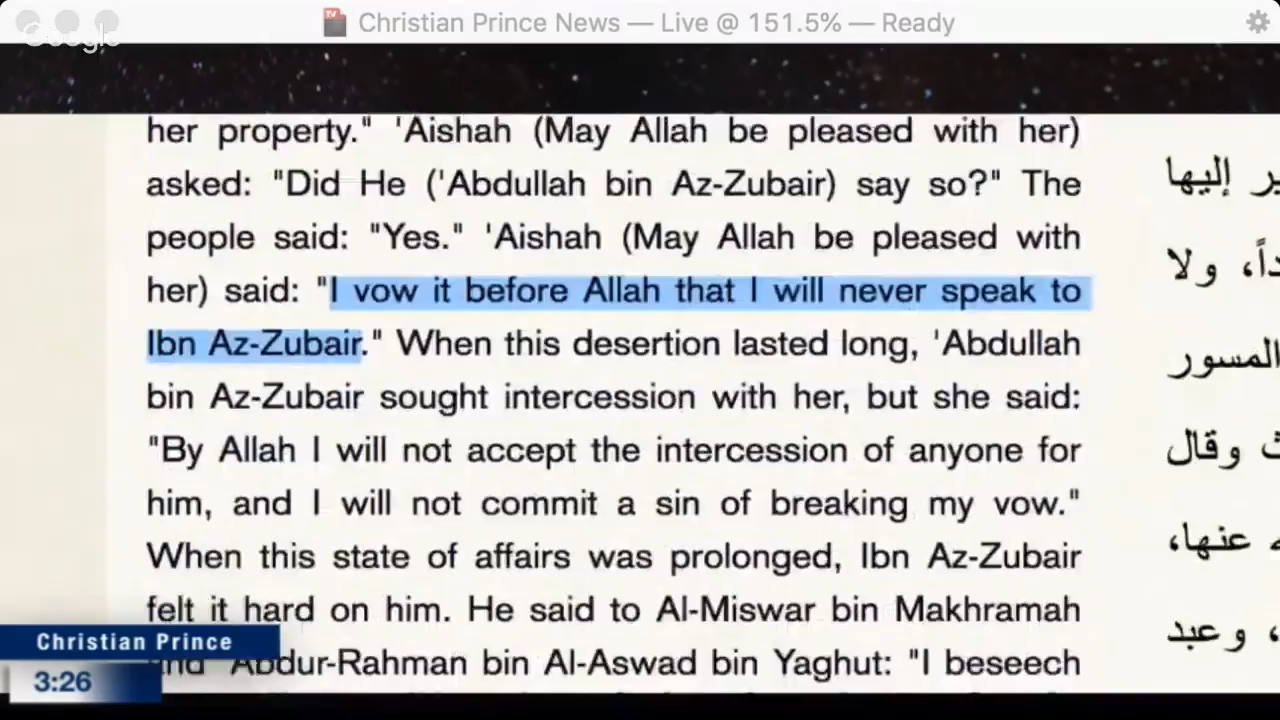 Christian Prince News — Live @ 151.5% — Ready
Google
her property." 'Aishah (May Allah be pleased with her)
asked: "Did He ('Abdullah bin Az-Zubair) say so?" The
people said: "Yes." 'Aishah (May Allah be pleased with
her) said: "I vow it before Allah that I will never speak to
Ibn Az-Zubair." When this desertion lasted long, 'Abdullah
bin Az-Zubair sought intercession with her, but she said:
"By Allah I will not accept the intercession of anyone for
him, and I will not commit a sin of breaking my vow."
When this state of affairs was prolonged, Ibn Az-Zubair
felt it hard on him. He said to Al-Miswar bin Makhramah
and 'Abdur-Rahman bin Al-Aswad bin Yaghut: "I beseech
إليها
ولا
المسور
وقال
عنها،
وعبد
Christian Prince
3:26